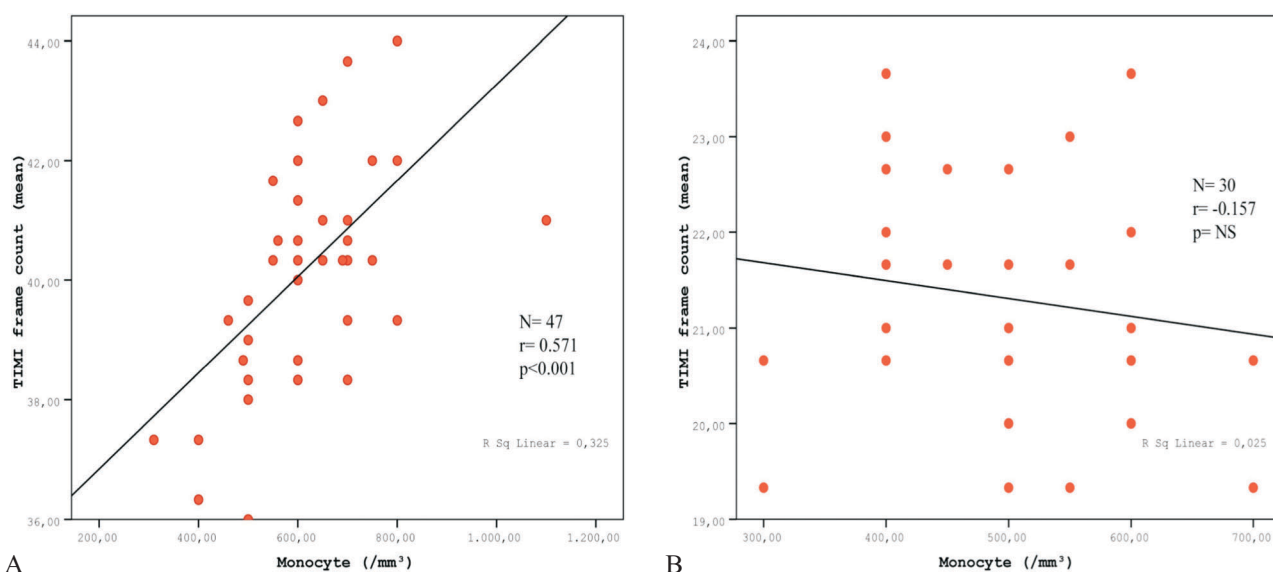 TIMI frame count (mean)
44,00
42,00
40,00
38,00
36,00
N= 47
r= 0.571
p<0.001
R Sq Linear = 0,325
200,00 400,00 600,00 800,00 1.000,00 1.200,00
Monocyte (/mm³)
A
TIMI frame count (mean)
24,00
23,00
22,00
21,00
20,00
19,00
N= 30
r= -0.157
p= NS
R Sq Linear = 0,025
300,00 400,00 500,00 600,00 700,00
Monocyte (/mm³)
B